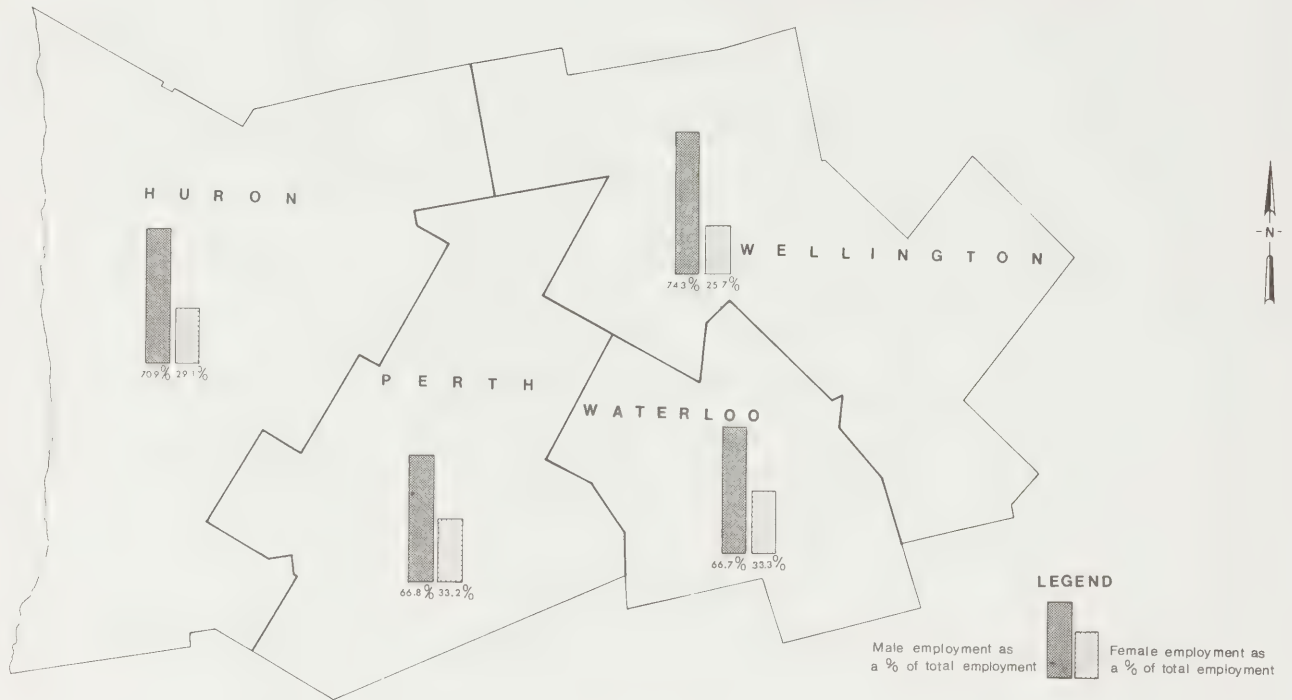 HURON
70.9% 29.1%
PERTH
66.8% 33.2%
WELLINGTON
74.3% 25.7%
WATERLOO
66.7% 33.3%
-N-
LEGEND
Male employment as
a % of total employment
Female employment as
a % of total employment